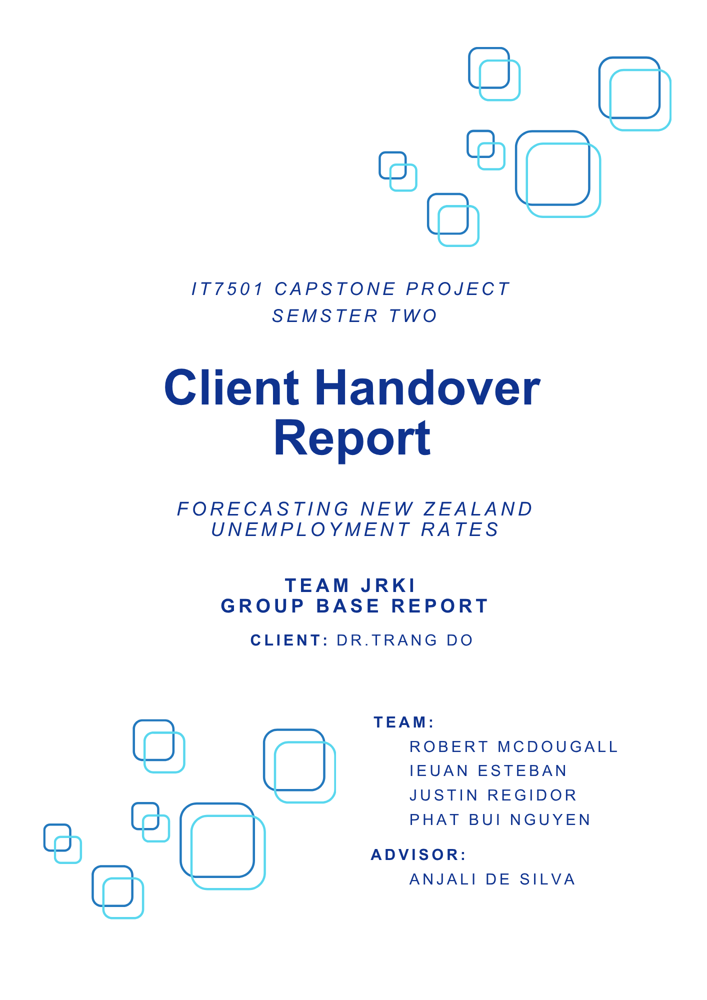 IT7501 CAPSTONE PROJECT
SEMSTER TWO
Client Handover
Report
FORECASTING NEW ZEALAND
UNEMPLOYMENT RATES
TEAM JRKI
GROUP BASE REPORT
CLIENT: DR.TRANG DO
TEAM:
ROBERT MCDOUGALL
IEUAN ESTEBAN
JUSTIN REGIDOR
PHAT BUI NGUYEN
ADVISOR:
ANJALI DE SILVA